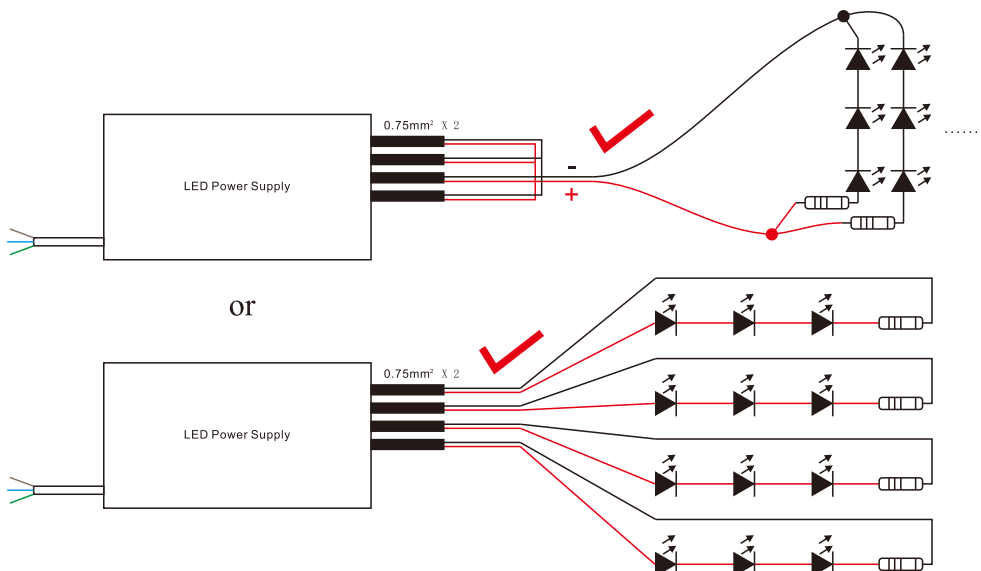 0.75mm² X 2
LED Power Supply
-
+
......
or
0.75mm² X 2
LED Power Supply